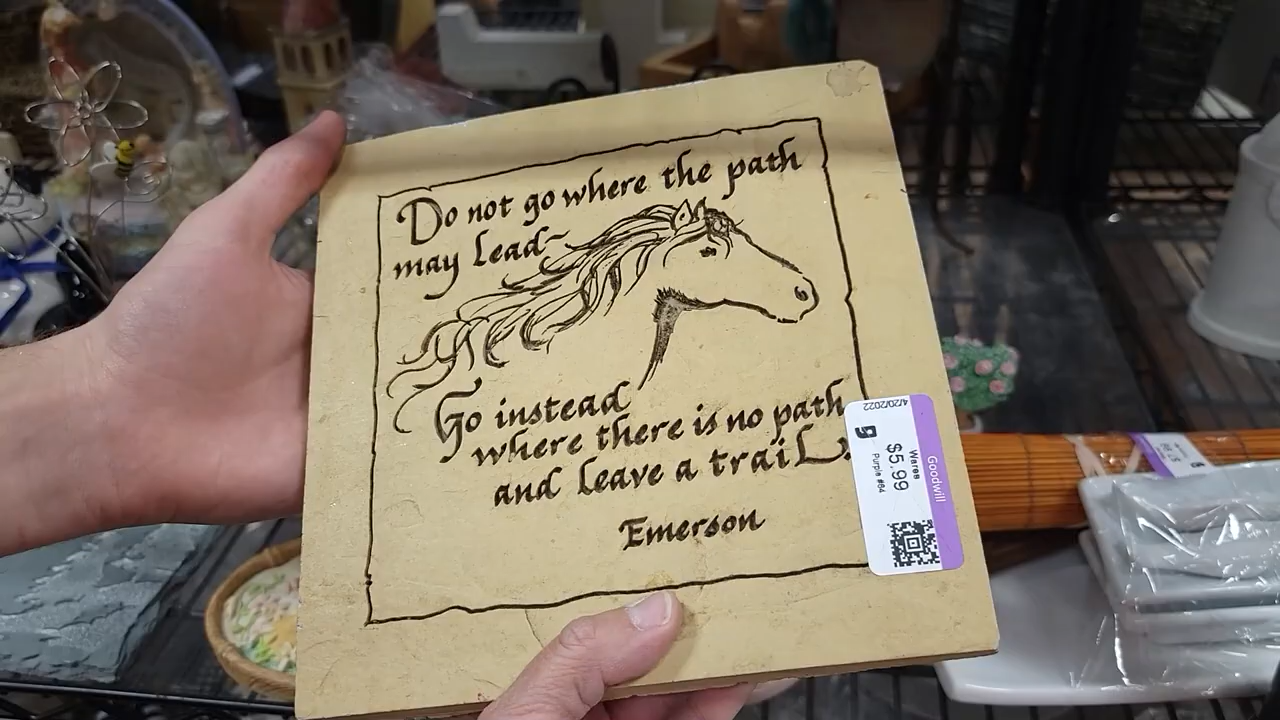 Do not go where the path
may Lead~
Go instead
where there is no path
and leave a traiL.
Emerson
4/20/2022
Wares
$5.99
Purple #64
Goodwill